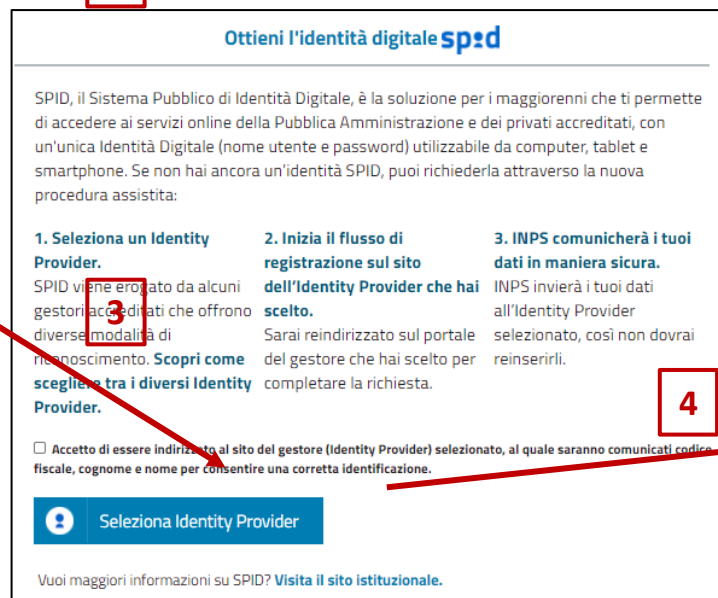 Ottieni l'identità digitale spid
SPID, il Sistema Pubblico di Identità Digitale, è la soluzione per i maggiorenni che ti permette
di accedere ai servizi online della Pubblica Amministrazione e dei privati accreditati, con
un'unica Identità Digitale (nome utente e password) utilizzabile da computer, tablet e
smartphone. Se non hai ancora un'identità SPID, puoi richiederla attraverso la nuova
procedura assistita:
1. Seleziona un Identity
Provider.
SPID viene erogato da alcuni
gestori accreditati che offrono
diverse modalità di
riconoscimento. Scopri come
scegliere tra i diversi Identity
Provider.
2. Inizia il flusso di
registrazione sul sito
dell'Identity Provider che hai
scelto.
Sarai reindirizzato sul portale
del gestore che hai scelto per
completare la richiesta.
3. INPS comunicherà i tuoi
dati in maniera sicura.
INPS invierà i tuoi dati
all'Identity Provider
selezionato, così non dovrai
reinserirli.
3
4
Accetto di essere indirizzato al sito del gestore (Identity Provider) selezionato, al quale saranno comunicati codice
fiscale, cognome e nome per consentire una corretta identificazione.
Seleziona Identity Provider
Vuoi maggiori informazioni su SPID? Visita il sito istituzionale.